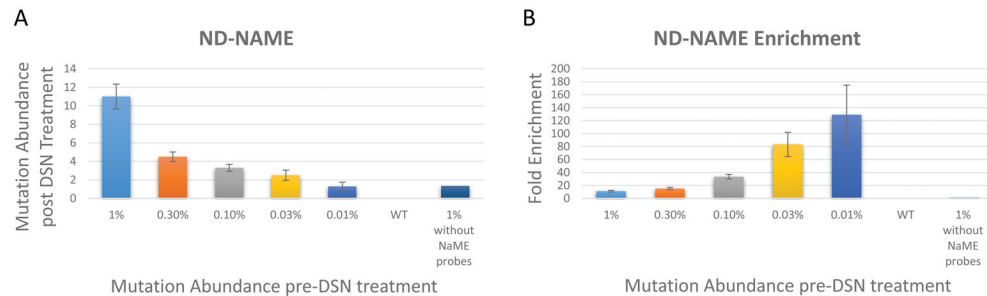 A
ND-NAME
Mutation Abundance
post DSN Treatment
14
12
10
8
6
4
2
0
1%
0.30%
0.10%
0.03%
0.01%
WT
1%
without
NaME
probes
Mutation Abundance pre-DSN treatment
B
ND-NAME Enrichment
Fold Enrichment
200
180
160
140
120
100
80
60
40
20
0
1%
0.30%
0.10%
0.03%
0.01%
WT
1%
without
NaME
probes
Mutation Abundance pre-DSN treatment